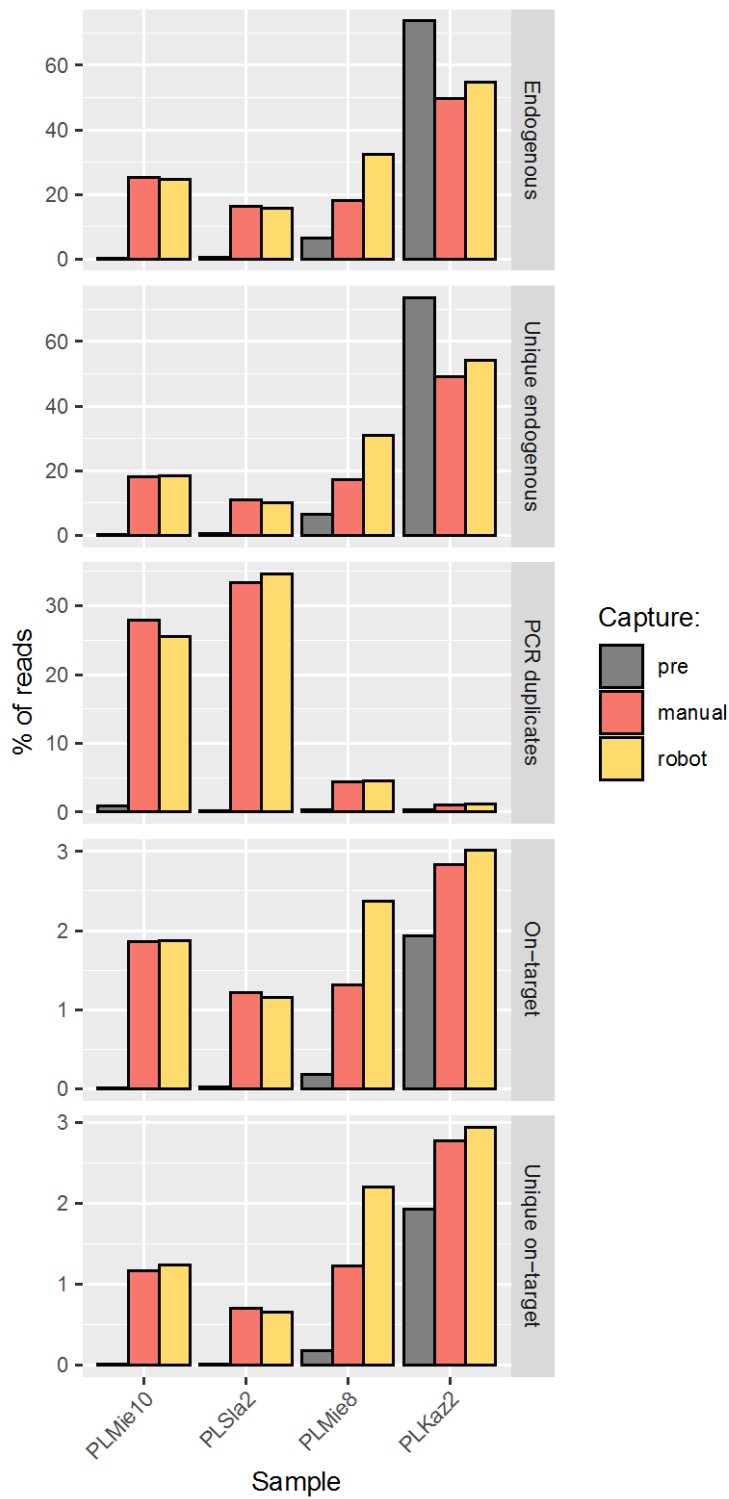 60
40
20
0
Endogenous
60
40
20
0
Unique endogenous
30
20
10
0
PCR duplicates
3
2
1
0
On-target
3
2
1
0
Unique on-target
PLMie10
PLSla2
PLMie8
PLKaz2
Sample
% of reads
Capture:
pre
manual
robot